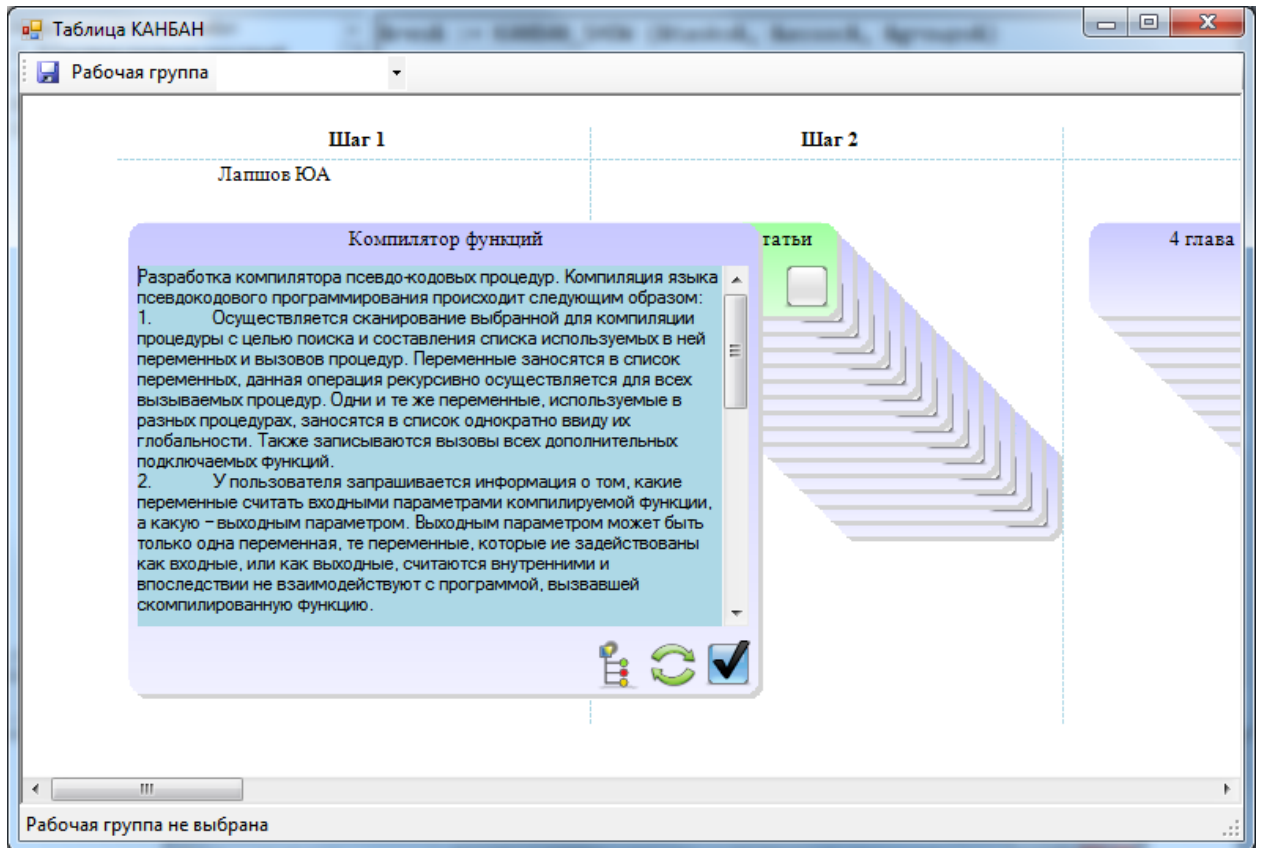 Таблица КАНБАН
Рабочая группа
Шаг 1
Шаг 2
Лапшов ЮА
Компилятор функций
татьи
4 глава
Разработка компилятора псевдо-кодовых процедур. Компиляция языка
псевдокодового программирования происходит следующим образом:
1. Осуществляется сканирование выбранной для компиляции
процедуры с целью поиска и составления списка используемых в ней
переменных и вызовов процедур. Переменные заносятся в список
переменных, данная операция рекурсивно осуществляется для всех
вызываемых процедур. Одни и те же переменные, используемые в
разных процедурах, заносятся в список однократно ввиду их
глобальности. Также записываются вызовы всех дополнительных
подключаемых функций.
2. У пользователя запрашивается информация о том, какие
переменные считать входными параметрами компилируемой функции,
а какую – выходным параметром. Выходным параметром может быть
только одна переменная, те переменные, которые ие задействованы
как входные, или как выходные, считаются внутренними и
впоследствии не взаимодействуют с программой, вызвавшей
скомпилированную функцию.
Рабочая группа не выбрана